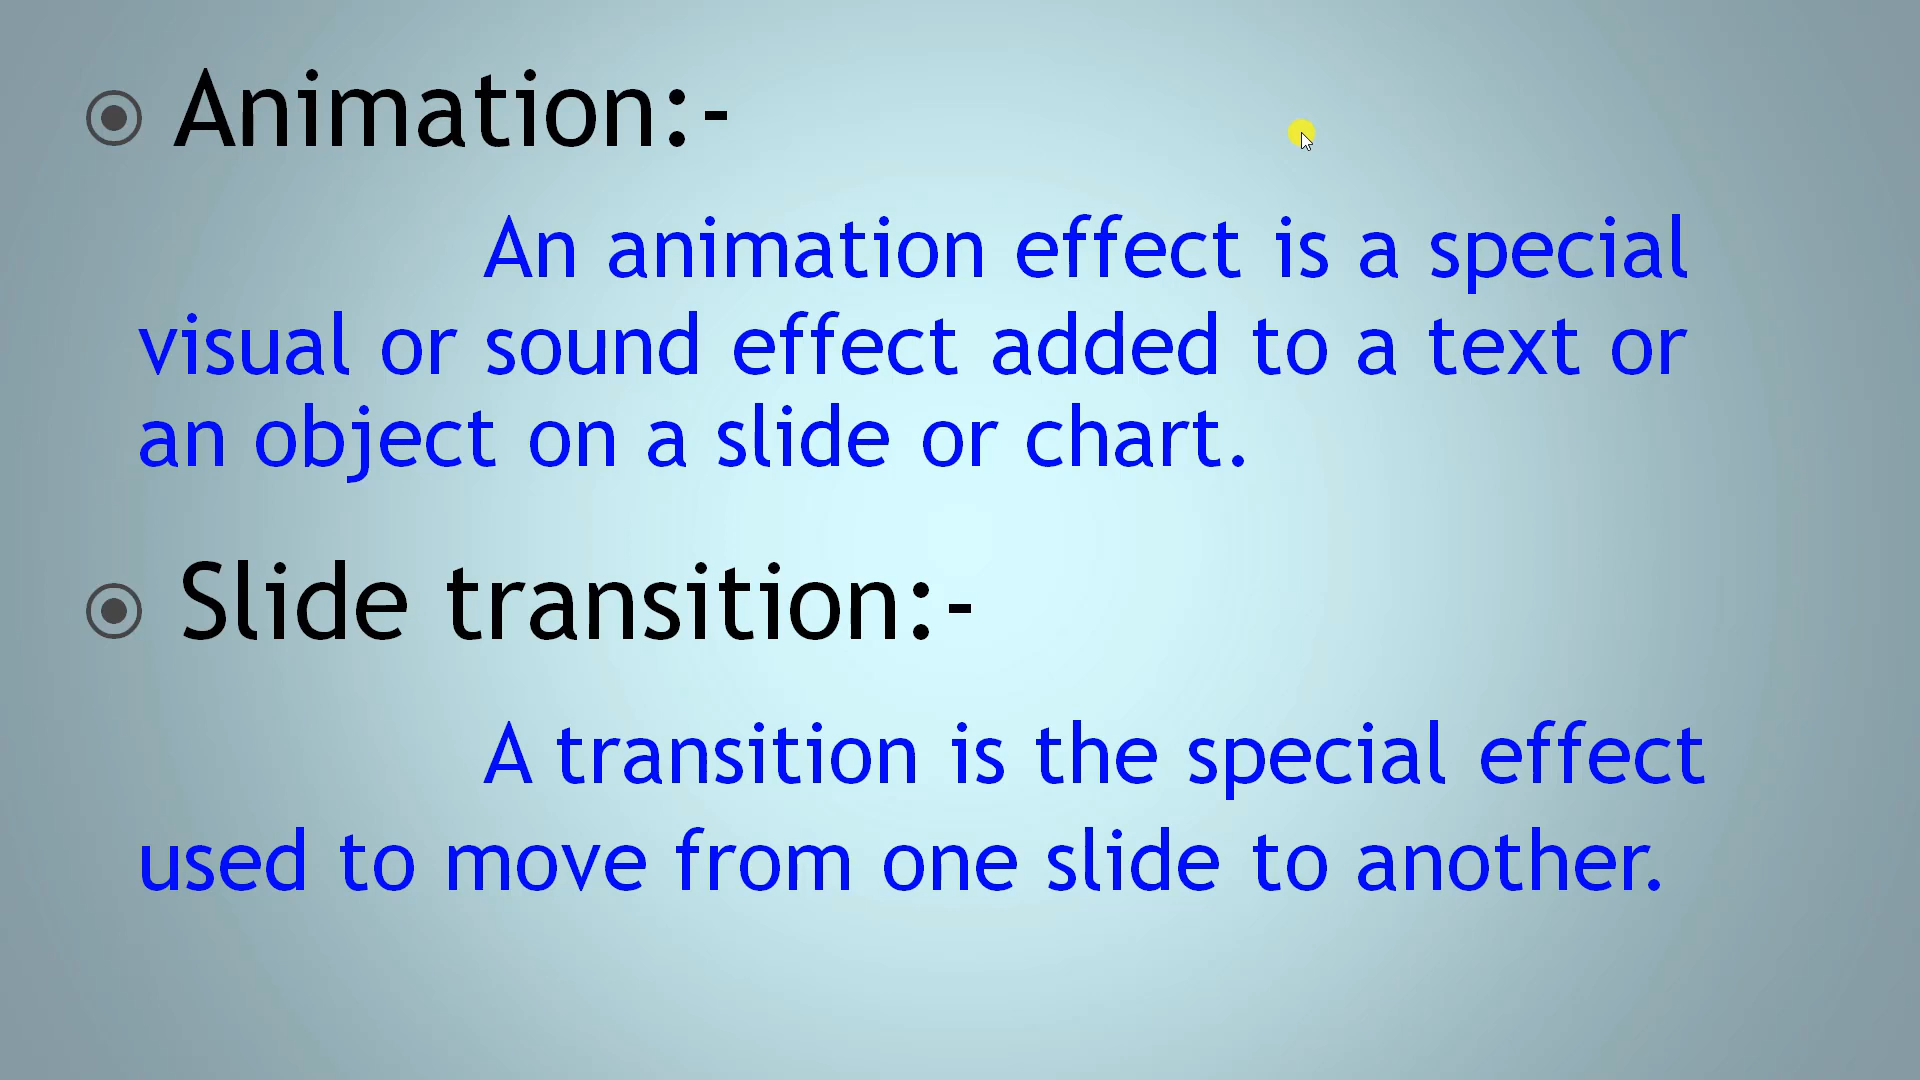 Animation:-
An animation effect is a special
visual or sound effect added to a text or
an object on a slide or chart.
Slide transition:-
A transition is the special effect
used to move from one slide to another.